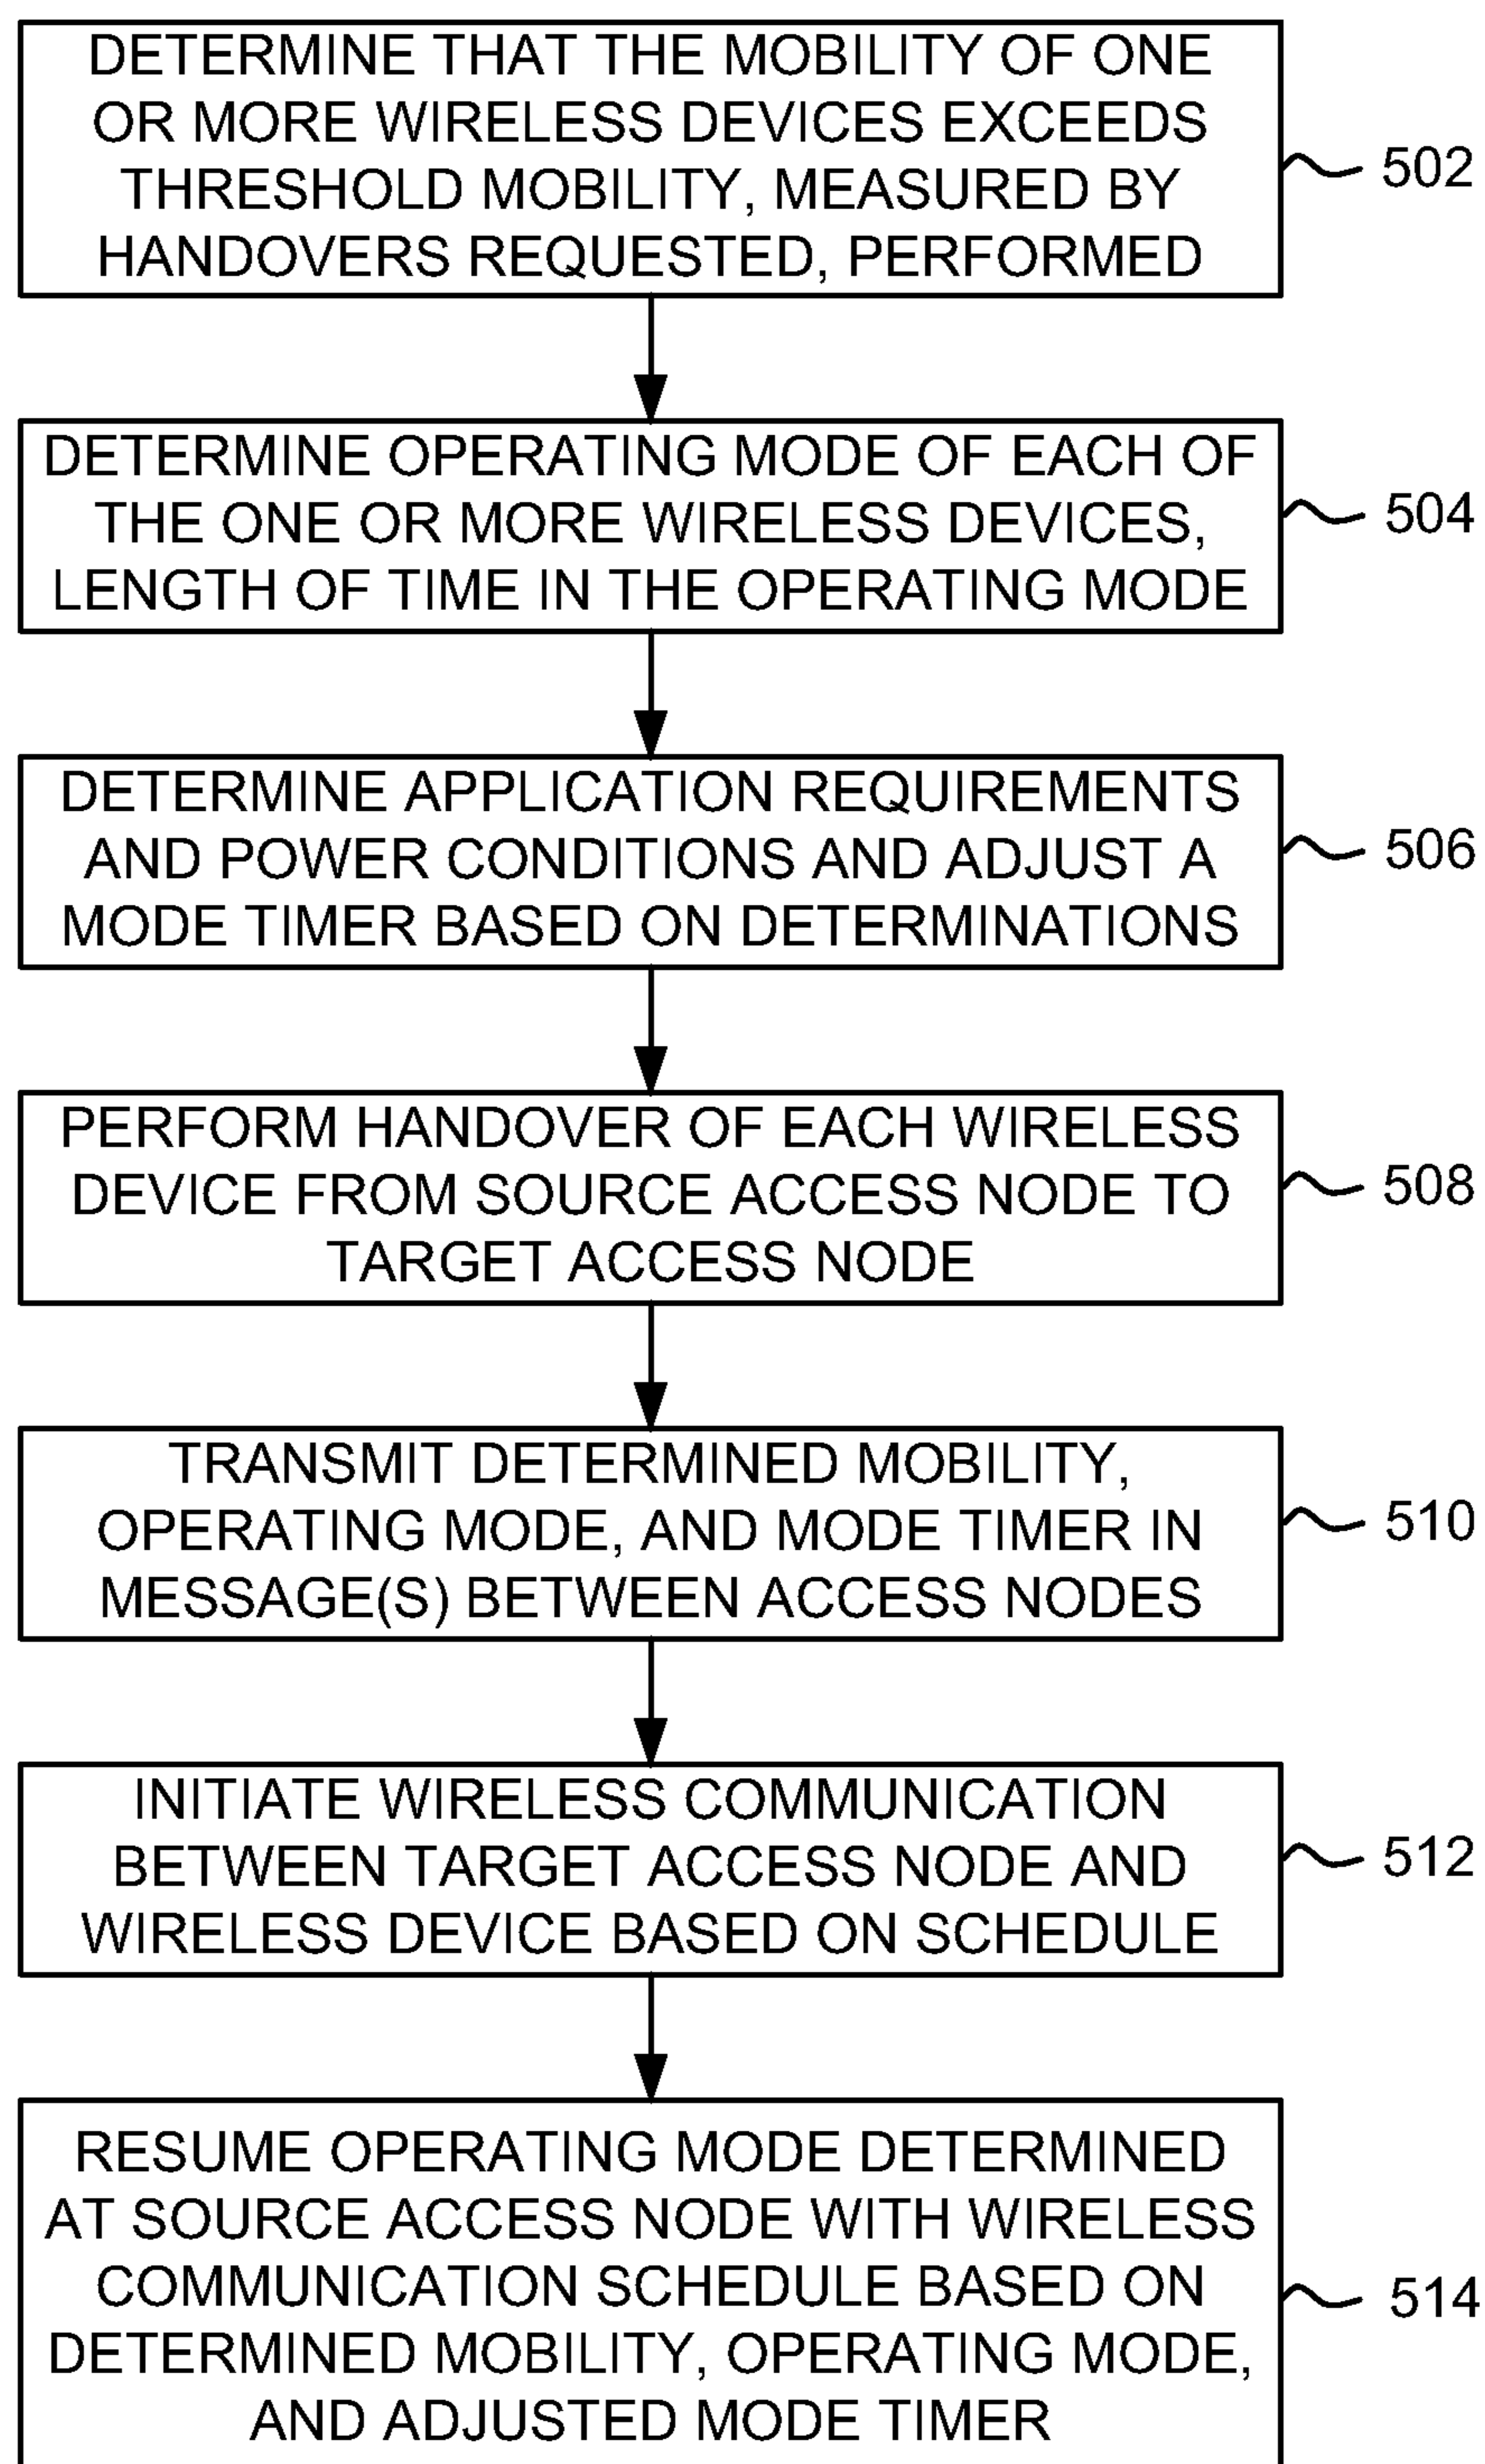 DETERMINE THAT THE MOBILITY OF ONE
OR MORE WIRELESS DEVICES EXCEEDS
THRESHOLD MOBILITY, MEASURED BY
HANDOVERS REQUESTED, PERFORMED
502
DETERMINE OPERATING MODE OF EACH OF
THE ONE OR MORE WIRELESS DEVICES,
LENGTH OF TIME IN THE OPERATING MODE
504
DETERMINE APPLICATION REQUIREMENTS
AND POWER CONDITIONS AND ADJUST A
MODE TIMER BASED ON DETERMINATIONS
506
PERFORM HANDOVER OF EACH WIRELESS
DEVICE FROM SOURCE ACCESS NODE TO
TARGET ACCESS NODE
508
TRANSMIT DETERMINED MOBILITY,
OPERATING MODE, AND MODE TIMER IN
MESSAGE(S) BETWEEN ACCESS NODES
510
INITIATE WIRELESS COMMUNICATION
BETWEEN TARGET ACCESS NODE AND
WIRELESS DEVICE BASED ON SCHEDULE
512
RESUME OPERATING MODE DETERMINED
AT SOURCE ACCESS NODE WITH WIRELESS
COMMUNICATION SCHEDULE BASED ON
DETERMINED MOBILITY, OPERATING MODE,
AND ADJUSTED MODE TIMER
514